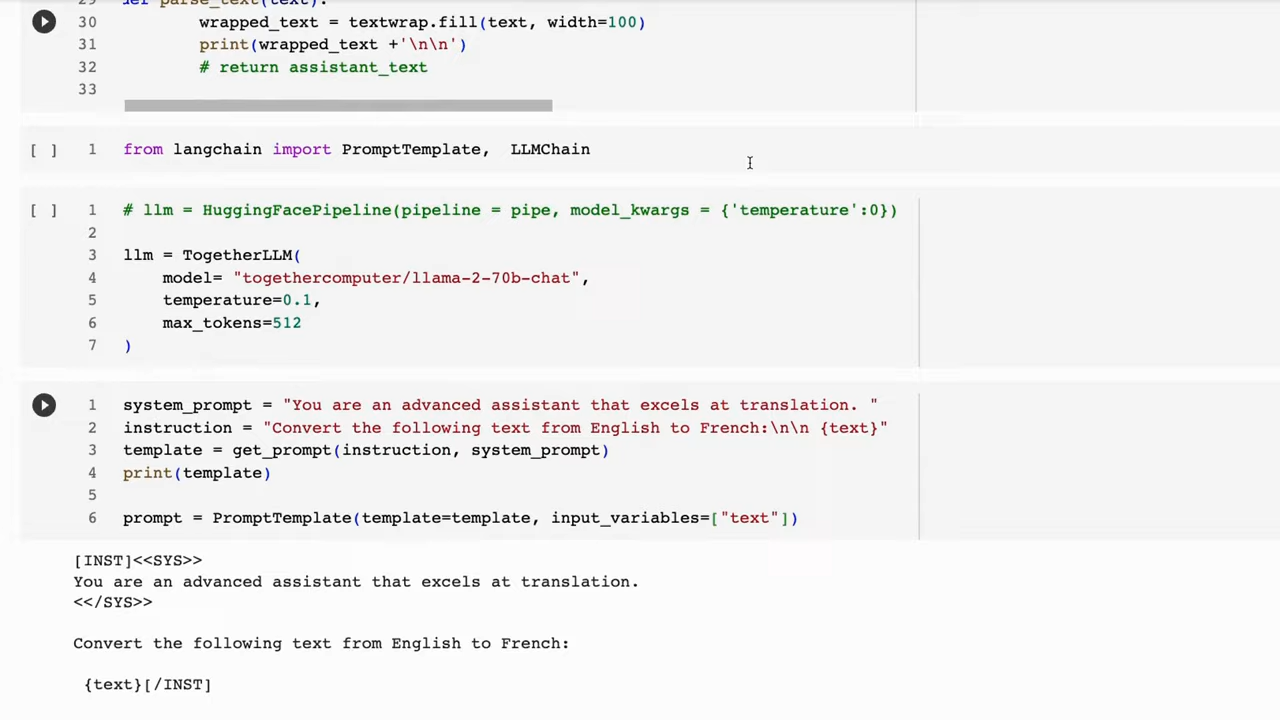 29 def parse_text(text):
30 wrapped_text = textwrap.fill(text, width=100)
31 print(wrapped_text +'\n\n')
32 # return assistant_text
33
[ ] 1 from langchain import PromptTemplate, LLMChain
[ ] 1 # llm = HuggingFacePipeline(pipeline = pipe, model_kwargs = {'temperature':0})
2
3 llm = TogetherLLM(
4 model= "togethercomputer/llama-2-70b-chat",
5 temperature=0.1,
6 max_tokens=512
7 )
1 system_prompt = "You are an advanced assistant that excels at translation. "
2 instruction = "Convert the following text from English to French:\n\n {text}"
3 template = get_prompt(instruction, system_prompt)
4 print(template)
5
6 prompt = PromptTemplate(template=template, input_variables=["text"])
[INST]<<SYS>>
You are an advanced assistant that excels at translation.
<</SYS>>
Convert the following text from English to French:
{text}[/INST]